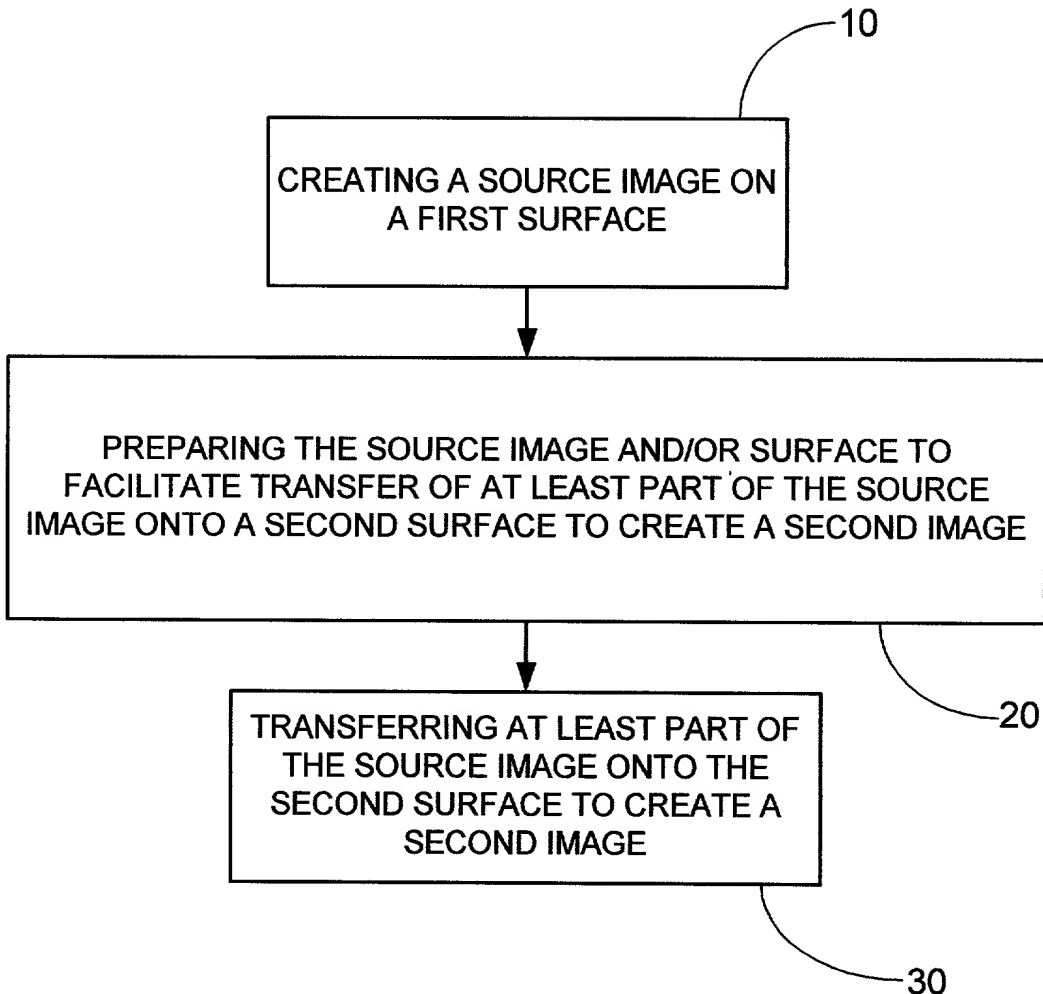 10
CREATING A SOURCE IMAGE ON
A FIRST SURFACE
PREPARING THE SOURCE IMAGE AND/OR SURFACE TO
FACILITATE TRANSFER OF AT LEAST PART OF THE SOURCE
IMAGE ONTO A SECOND SURFACE TO CREATE A SECOND IMAGE
20
TRANSFERRING AT LEAST PART OF
THE SOURCE IMAGE ONTO THE
SECOND SURFACE TO CREATE A
SECOND IMAGE
30